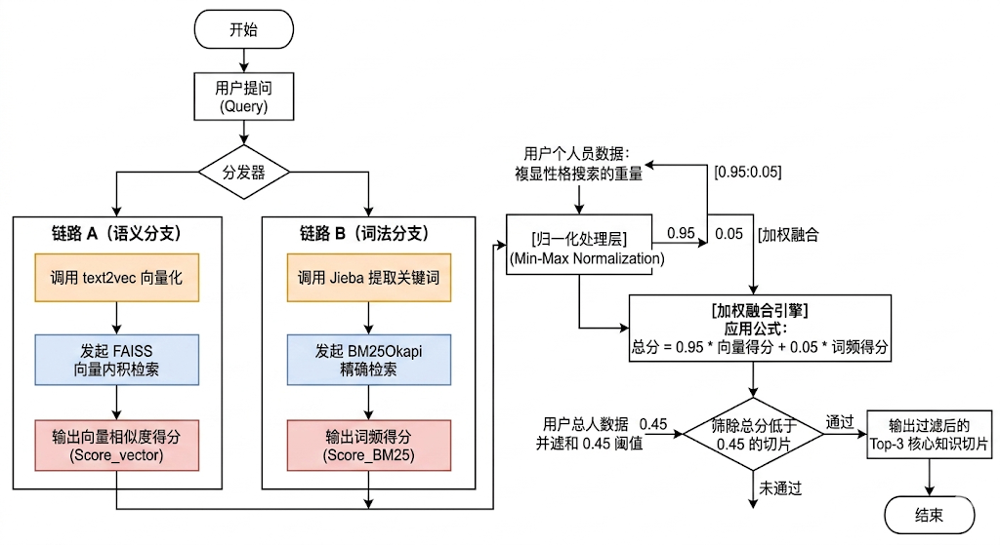 开始
用户提问
(Query)
分发器
链路 A（语义分支）
调用 text2vec 向量化
发起 FAISS
向量内积检索
输出向量相似度得分
(Score_vector)
链路 B（词法分支）
调用 Jieba 提取关键词
发起 BM25Okapi
精确检索
输出词频得分
(Score_BM25)
用户个人员数据：
複显性格搜索的重量
[0.95:0.05]
[归一化处理层]
(Min-Max Normalization)
0.95
0.05
[加权融合
[加权融合引擎]
应用公式：
总分 = 0.95 * 向量得分 + 0.05 * 词频得分
用户总人数据
并滤和 0.45 阈值
0.45
筛除总分低于
0.45 的切片
通过
未通过
输出过滤后的
Top-3 核心知识切片
结束